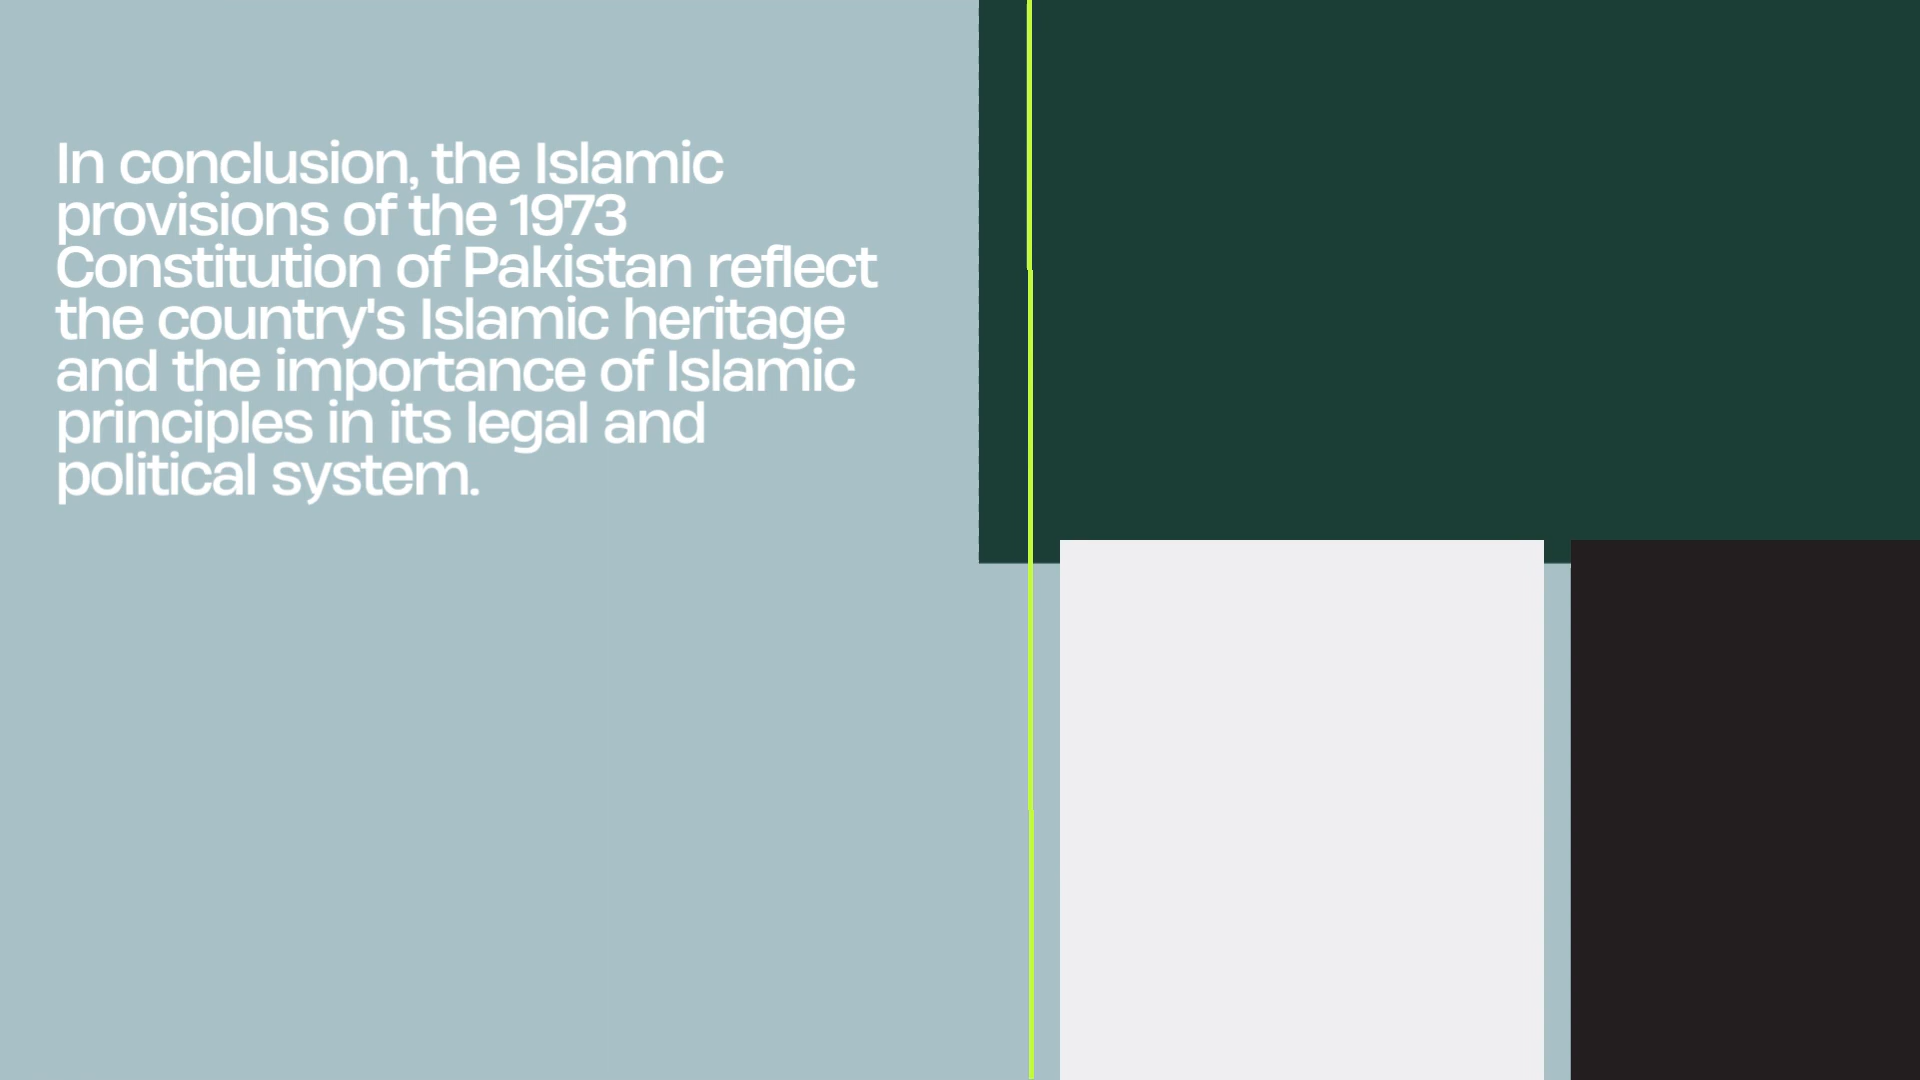 In conclusion, the Islamic
provisions of the 1973
Constitution of Pakistan reflect
the country's Islamic heritage
and the importance of Islamic
principles in its legal and
political system.